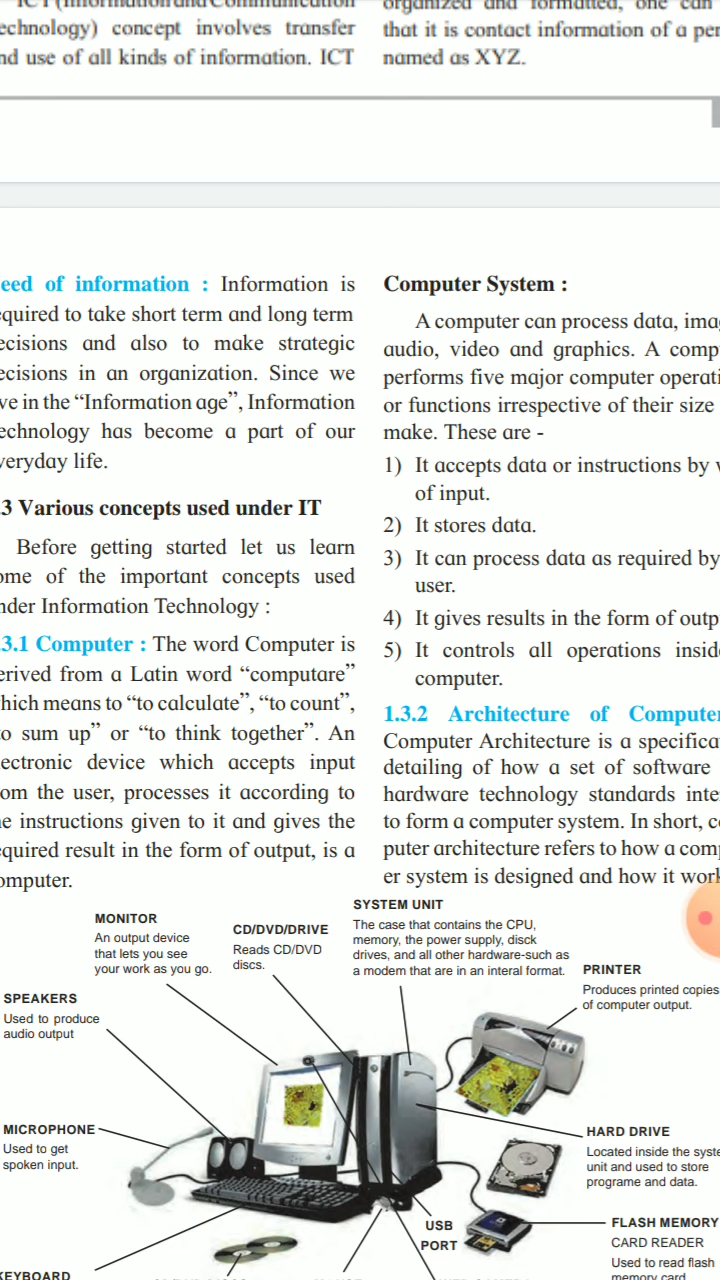 echnology) concept involves transfer
nd use of all kinds of information. ICT
organized and formatted, one can
that it is contact information of a per
named as XYZ.
eed of information : Information is
equired to take short term and long term
ecisions and also to make strategic
ecisions in an organization. Since we
ve in the “Information age”, Information
echnology has become a part of our
veryday life.
.3 Various concepts used under IT
Before getting started let us learn
ome of the important concepts used
nder Information Technology :
.3.1 Computer : The word Computer is
erived from a Latin word “computare”
hich means to “to calculate”, “to count”,
to sum up” or “to think together”. An
lectronic device which accepts input
om the user, processes it according to
he instructions given to it and gives the
equired result in the form of output, is a
omputer.
Computer System :
A computer can process data, imag
audio, video and graphics. A compu
performs five major computer operati
or functions irrespective of their size
make. These are -
1) It accepts data or instructions by w
of input.
2) It stores data.
3) It can process data as required by
user.
4) It gives results in the form of outp
5) It controls all operations inside
computer.
1.3.2 Architecture of Computer
Computer Architecture is a specificat
detailing of how a set of software
hardware technology standards inter
to form a computer system. In short, co
puter architecture refers to how a comp
er system is designed and how it work
MONITOR
An output device
that lets you see
your work as you go.
CD/DVD/DRIVE
Reads CD/DVD
discs.
SYSTEM UNIT
The case that contains the CPU,
memory, the power supply, disck
drives, and all other hardware-such as
a modem that are in an interal format.
PRINTER
Produces printed copies
of computer output.
SPEAKERS
Used to produce
audio output
MICROPHONE
Used to get
spoken input.
HARD DRIVE
Located inside the syste
unit and used to store
programe and data.
USB
PORT
FLASH MEMORY
CARD READER
Used to read flash
memory card
KEYBOARD